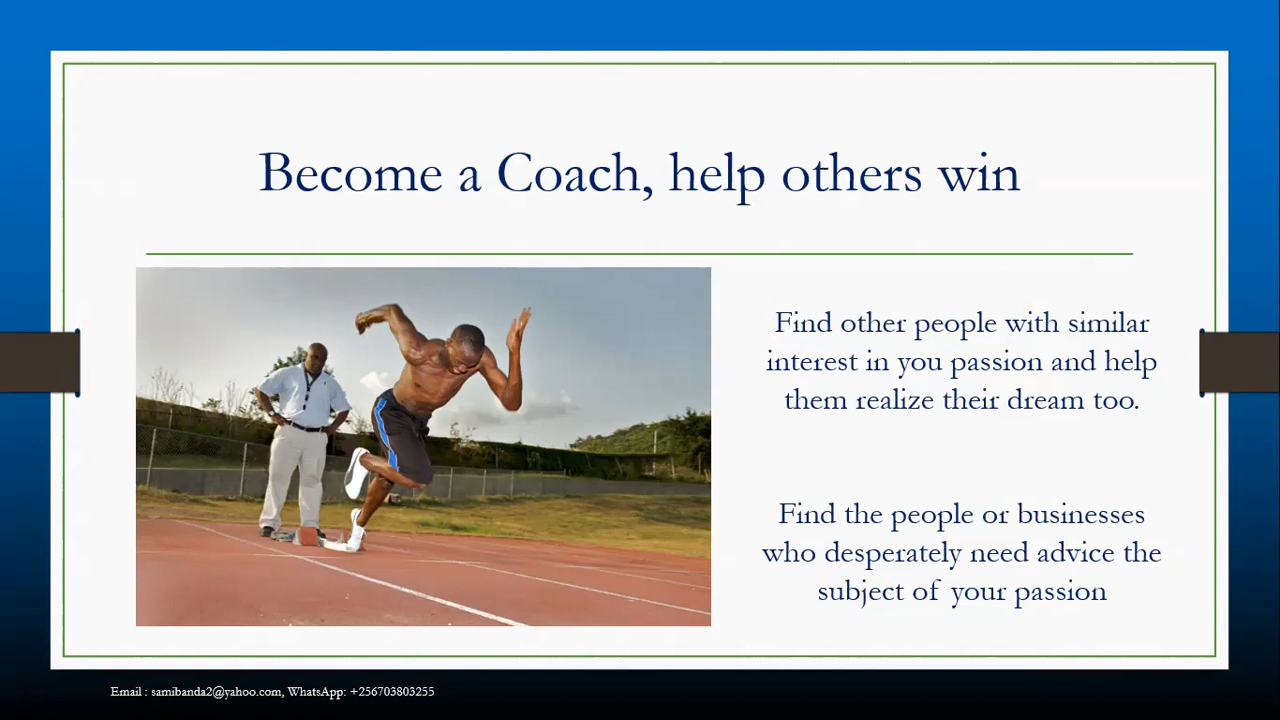 Become a Coach, help others win
Find other people with similar
interest in you passion and help
them realize their dream too.
Find the people or businesses
who desperately need advice the
subject of your passion
Email : samibanda2@yahoo.com, WhatsApp: +256703803255